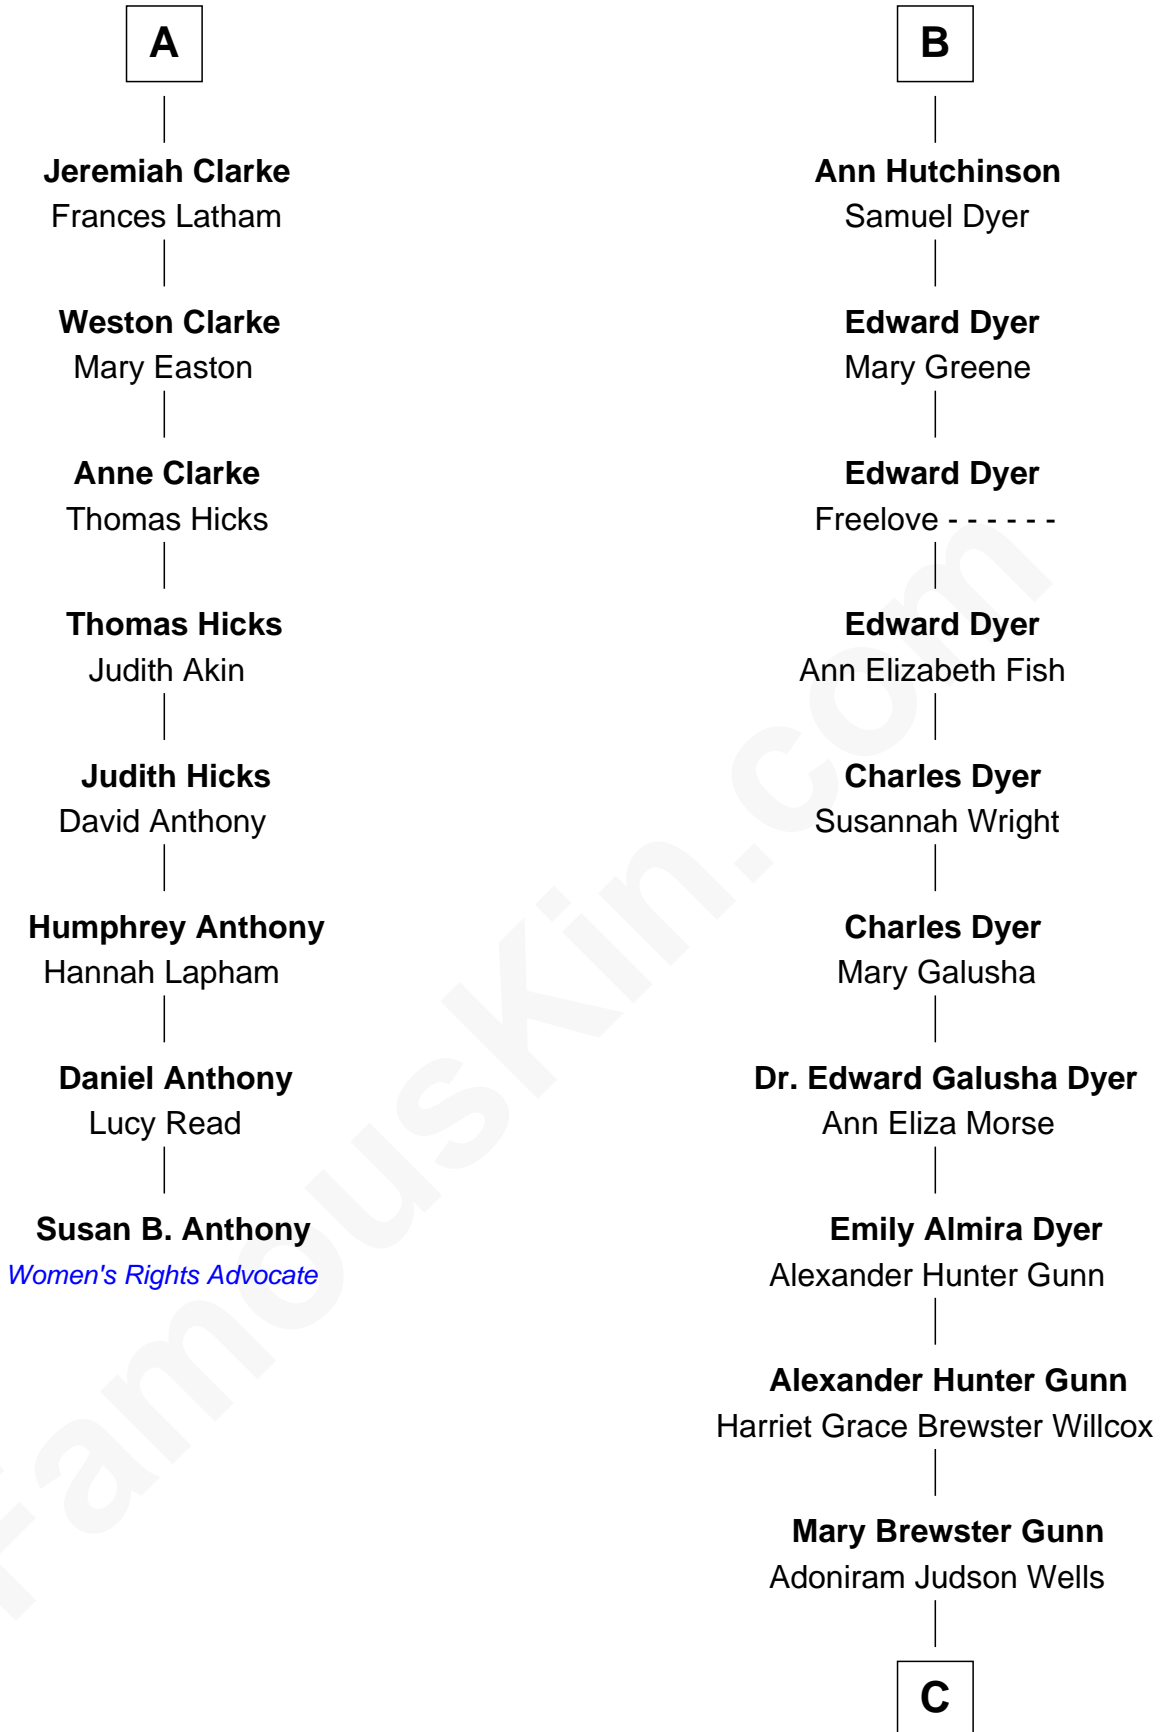 A
Jeremiah Clarke
Frances Latham
Weston Clarke
Mary Easton
Anne Clarke
Thomas Hicks
Thomas Hicks
Judith Akin
Judith Hicks
David Anthony
Humphrey Anthony
Hannah Lapham
Daniel Anthony
Lucy Read
Susan B. Anthony
Women's Rights Advocate
B
Ann Hutchinson
Samuel Dyer
Edward Dyer
Mary Greene
Edward Dyer
Freelove - - - - - -
Edward Dyer
Ann Elizabeth Fish
Charles Dyer
Susannah Wright
Charles Dyer
Mary Galusha
Dr. Edward Galusha Dyer
Ann Eliza Morse
Emily Almira Dyer
Alexander Hunter Gunn
Alexander Hunter Gunn
Harriet Grace Brewster Willcox
Mary Brewster Gunn
Adoniram Judson Wells
C
FamousKin.com